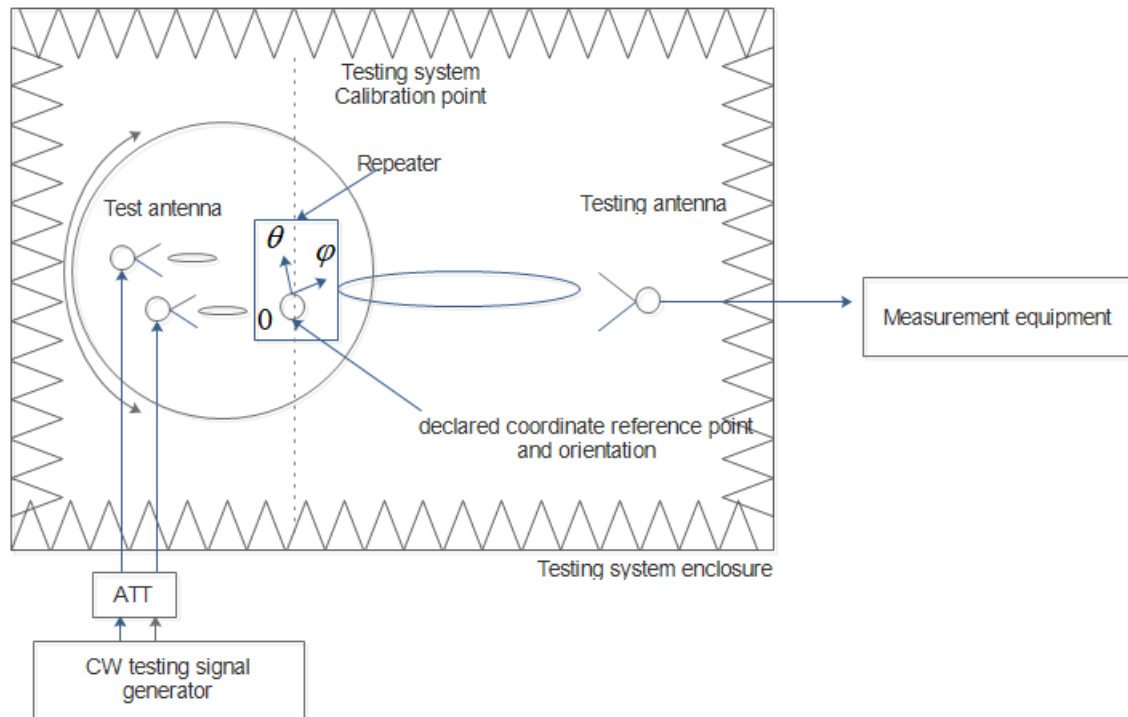 Testing system
Calibration point
Repeater
Test antenna
Testing antenna
θ
φ
0
Measurement equipment
declared coordinate reference point
and orientation
Testing system enclosure
ATT
CW testing signal
generator